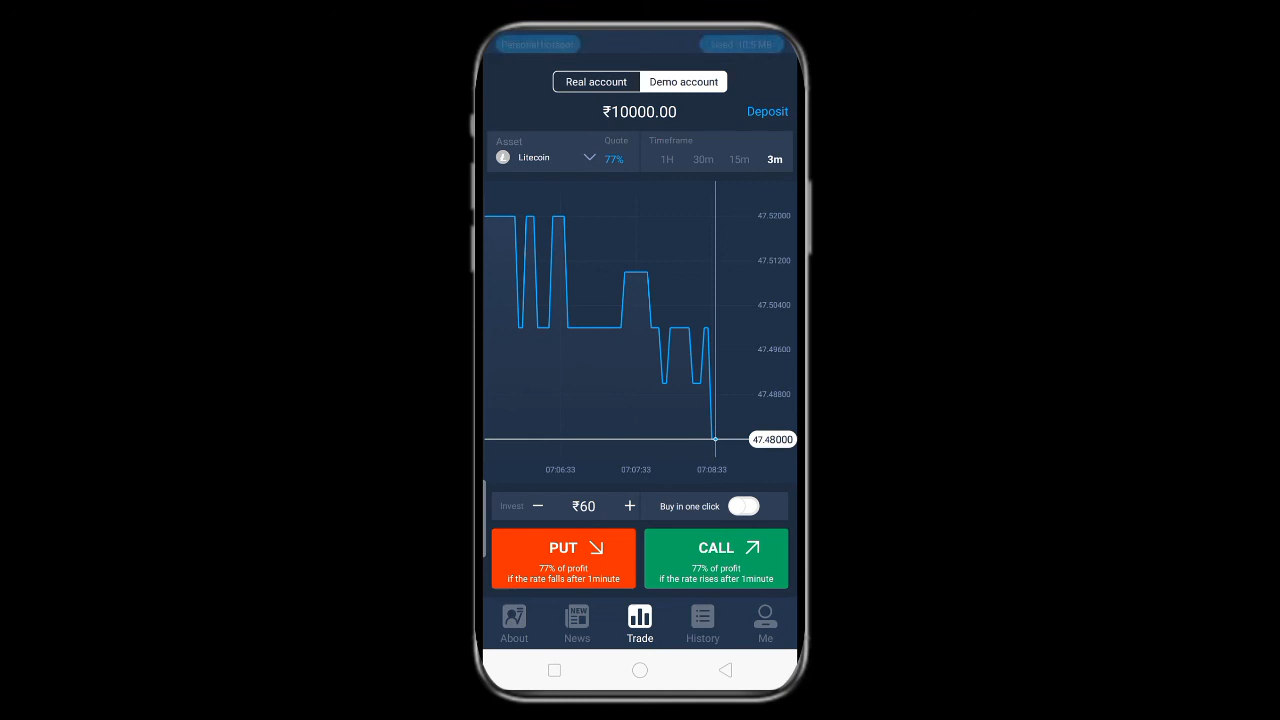 Personal hotspot
Real account Demo account
₹10000.00 Deposit
Asset Quote Timeframe
Litecoin 77% 1H 30m 15m 3m
47.52000
47.51200
47.50400
47.49600
47.48800
47.48000
07:06:33 07:07:33 07:08:33
Invest − ₹60 + Buy in one click
PUT CALL
77% of profit 77% of profit
if the rate falls after 1minute if the rate rises after 1minute
NEW
About News Trade History Me